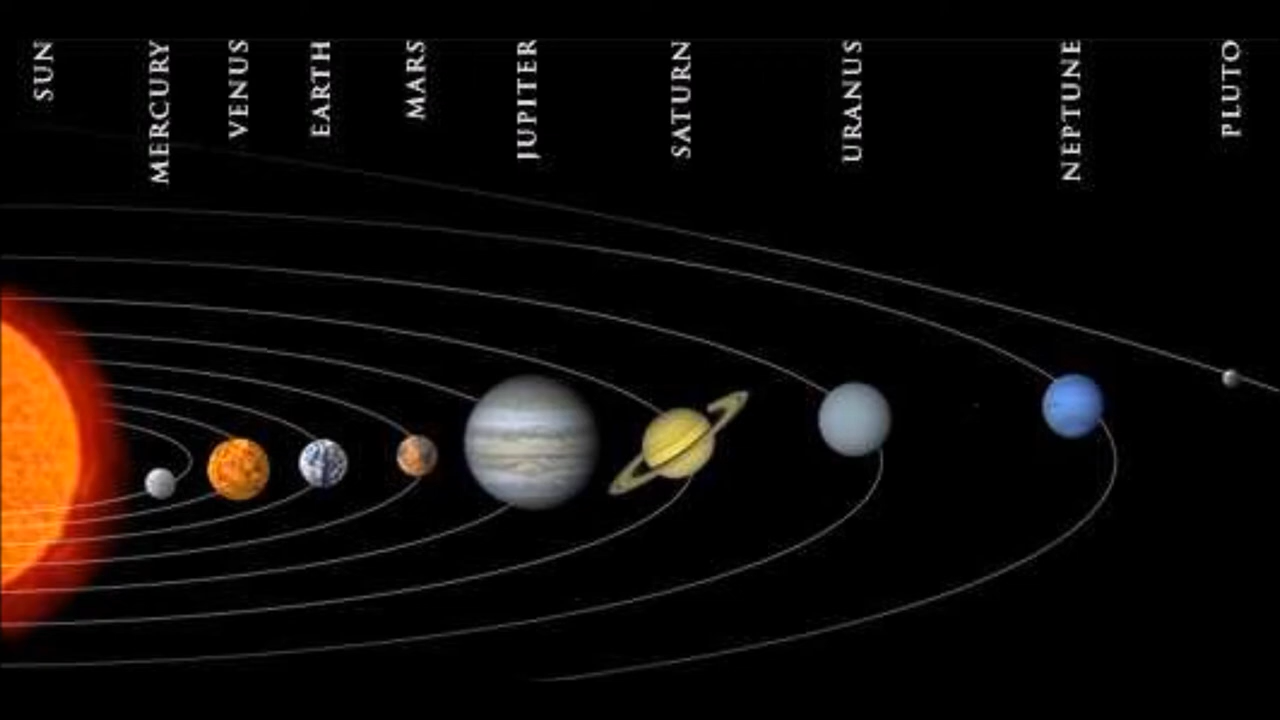 SUN
MERCURY
VENUS
EARTH
MARS
JUPITER
SATURN
URANUS
NEPTUNE
PLUTO